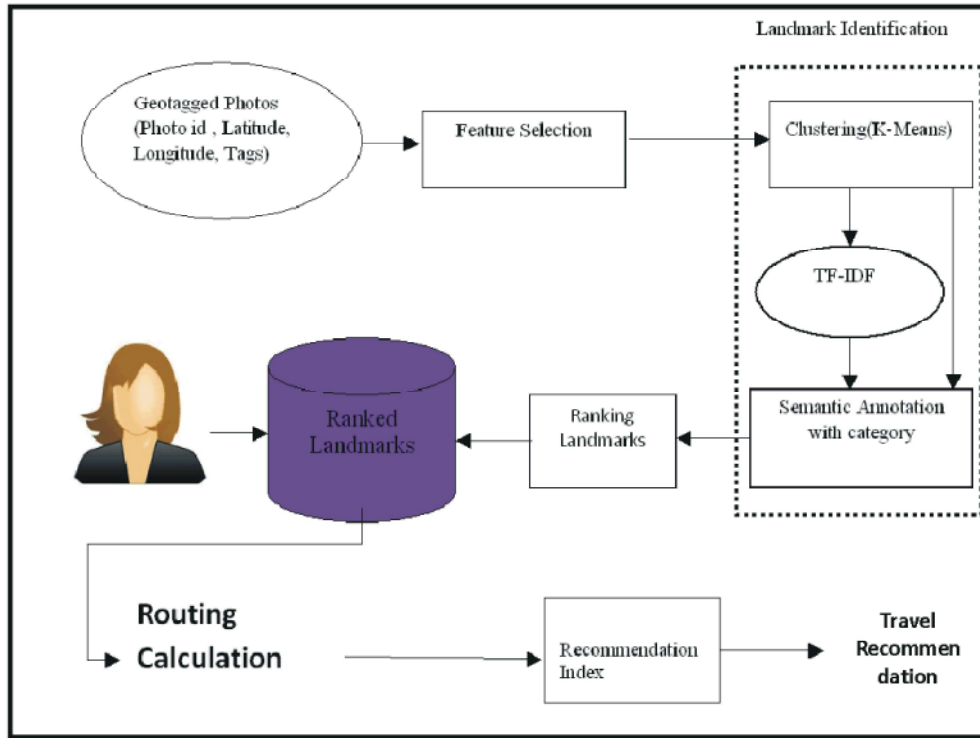 Landmark Identification
Geotagged Photos
(Photo id , Latitude,
Longitude, Tags)
Feature Selection
Clustering(K-Means)
TF-IDF
Semantic Annotation
with category
Ranking
Landmarks
Ranked
Landmarks
Routing
Calculation
Recommendation
Index
Travel
Recommen
dation